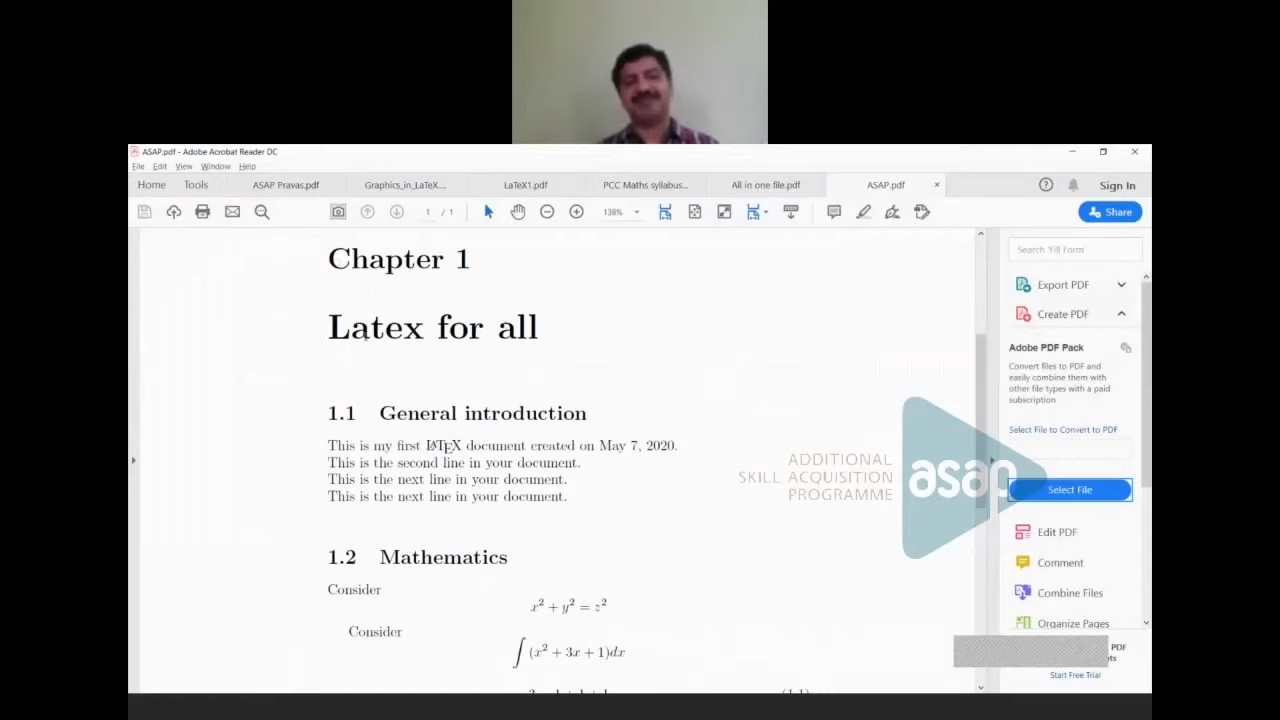 ASAP.pdf - Adobe Acrobat Reader DC
File Edit View Window Help
Home Tools ASAP Pravas.pdf Graphics_in_LaTeX.... LaTeX1.pdf PCC Maths syllabus... All in one file.pdf ASAP.pdf × Sign In
1 / 1 138% Share
Chapter 1
Latex for all
1.1 General introduction
This is my first LATEX document created on May 7, 2020.
This is the second line in your document.
This is the next line in your document.
This is the next line in your document.
1.2 Mathematics
Consider
x² + y² = z²
Consider
∫ (x² + 3x + 1)dx
Search 'Fill Form'
Export PDF
Create PDF
Adobe PDF Pack
Convert files to PDF and
easily combine them with
other file types with a paid
subscription
Select File to Convert to PDF
Select File
Edit PDF
Comment
Combine Files
Organize Pages
PDF
Start Free Trial
ADDITIONAL
SKILL ACQUISITION
PROGRAMME
asap